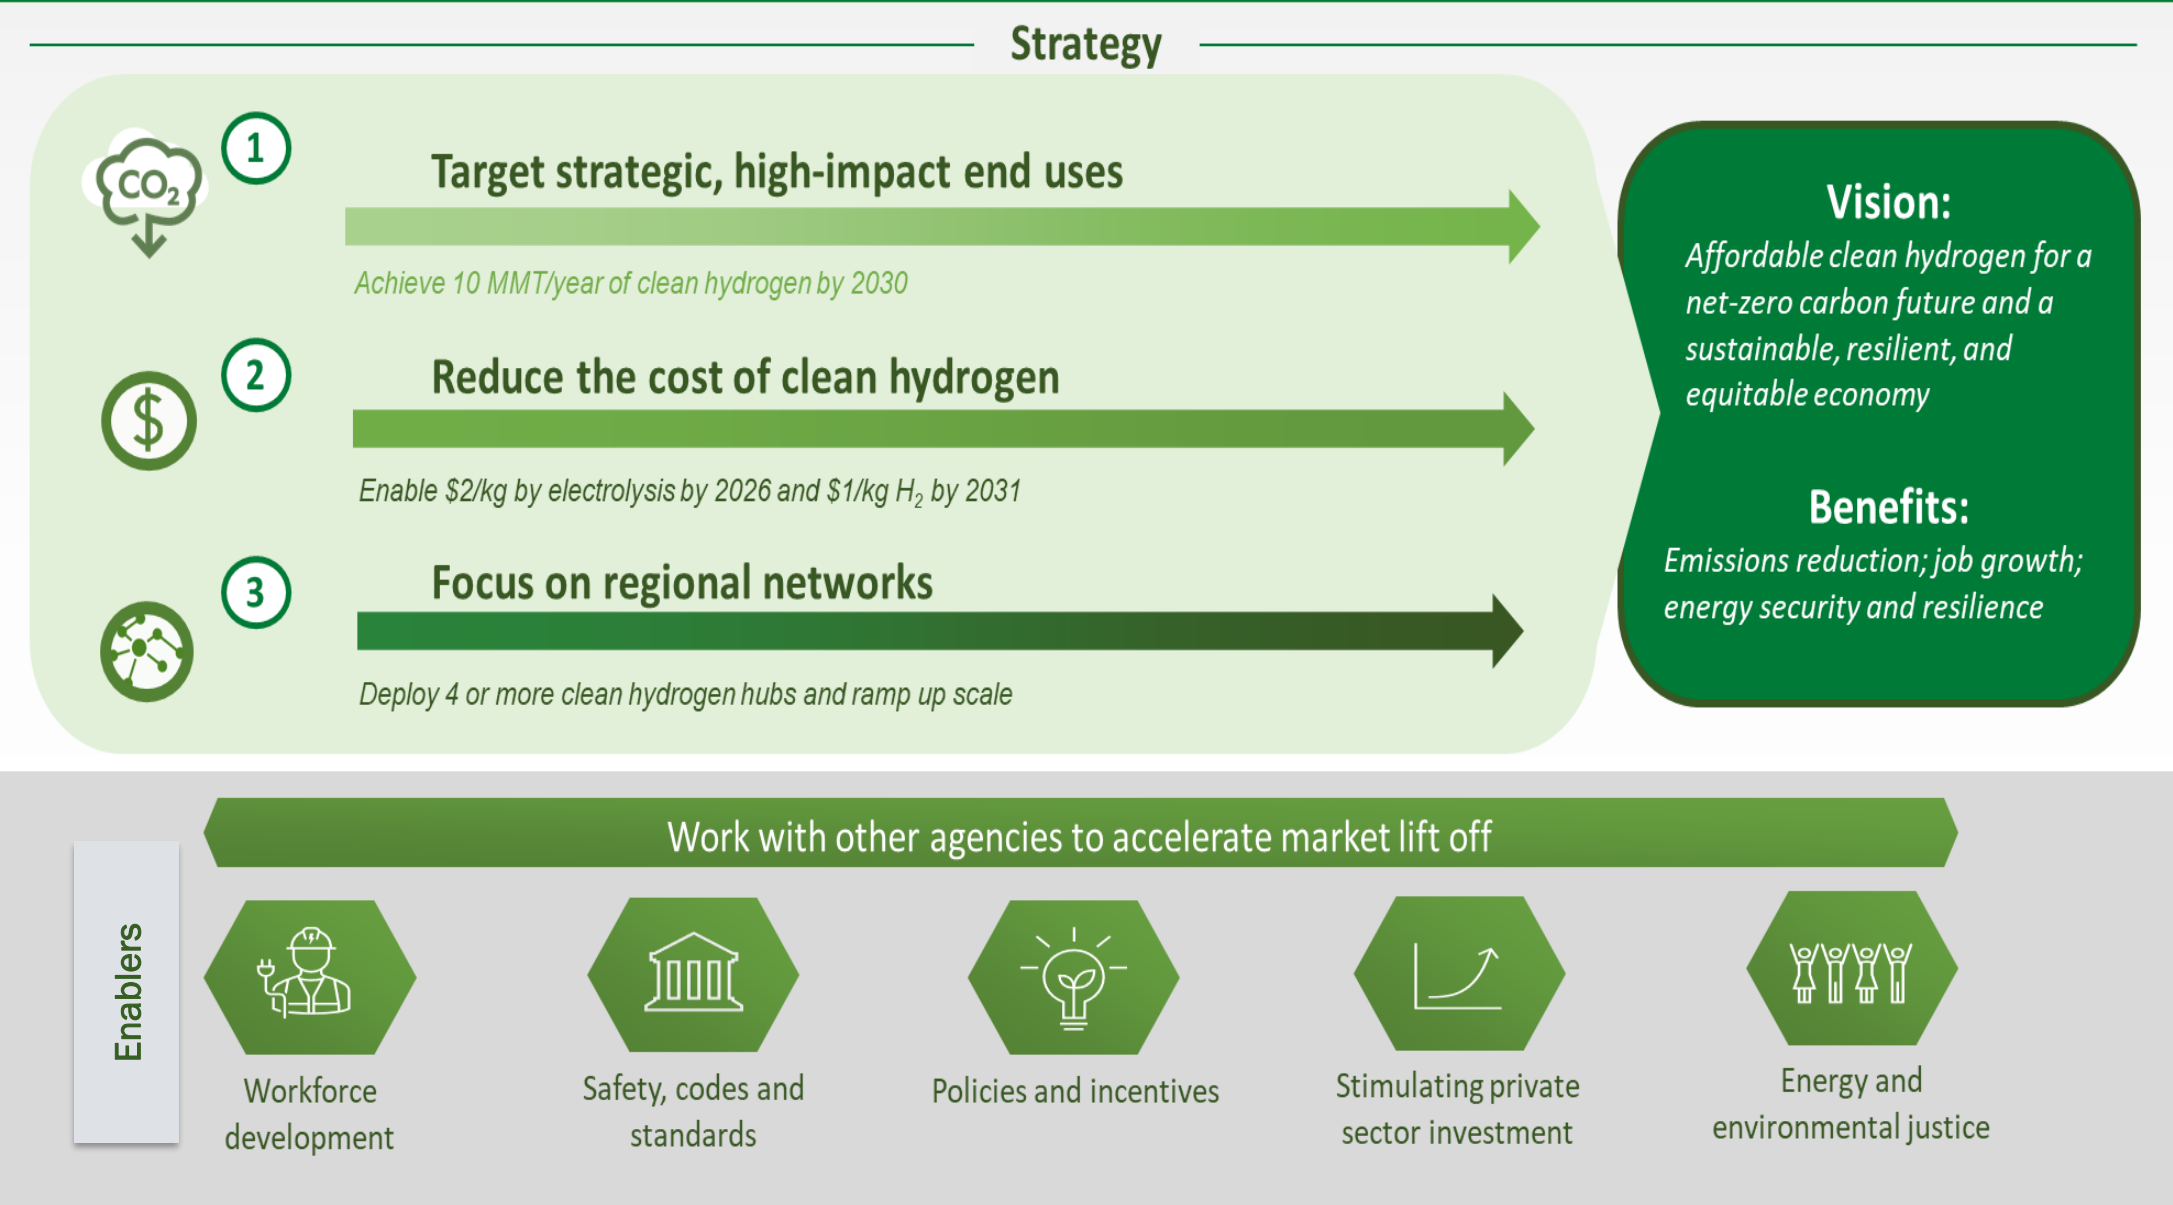 Strategy
CO₂
1
Target strategic, high-impact end uses
Achieve 10 MMT/year of clean hydrogen by 2030
$
2
Reduce the cost of clean hydrogen
Enable $2/kg by electrolysis by 2026 and $1/kg H₂ by 2031
3
Focus on regional networks
Deploy 4 or more clean hydrogen hubs and ramp up scale
Vision:
Affordable clean hydrogen for a
net-zero carbon future and a
sustainable, resilient, and
equitable economy
Benefits:
Emissions reduction; job growth;
energy security and resilience
Enablers
Work with other agencies to accelerate market lift off
Workforce
development
Safety, codes and
standards
Policies and incentives
Stimulating private
sector investment
Energy and
environmental justice